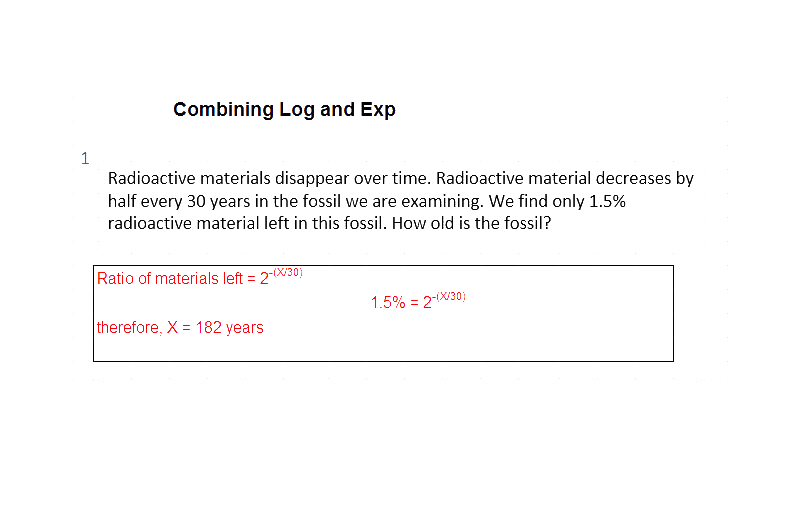 Combining Log and Exp
1
Radioactive materials disappear over time. Radioactive material decreases by
half every 30 years in the fossil we are examining. We find only 1.5%
radioactive material left in this fossil. How old is the fossil?
Ratio of materials left = 2-(X/30)
1.5% = 2-(X/30)
therefore, X = 182 years